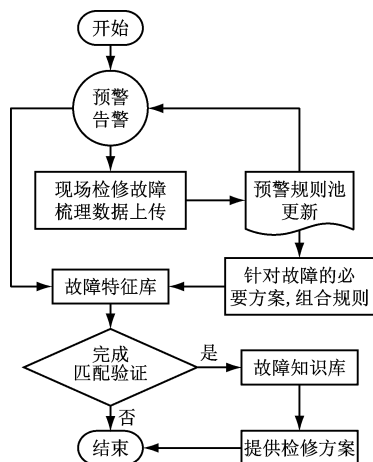 开始
预警
告警
现场检修故障
梳理数据上传
预警规则池
更新
针对故障的必
要方案,组合规则
故障特征库
完成
匹配验证
是
故障知识库
否
结束
提供检修方案